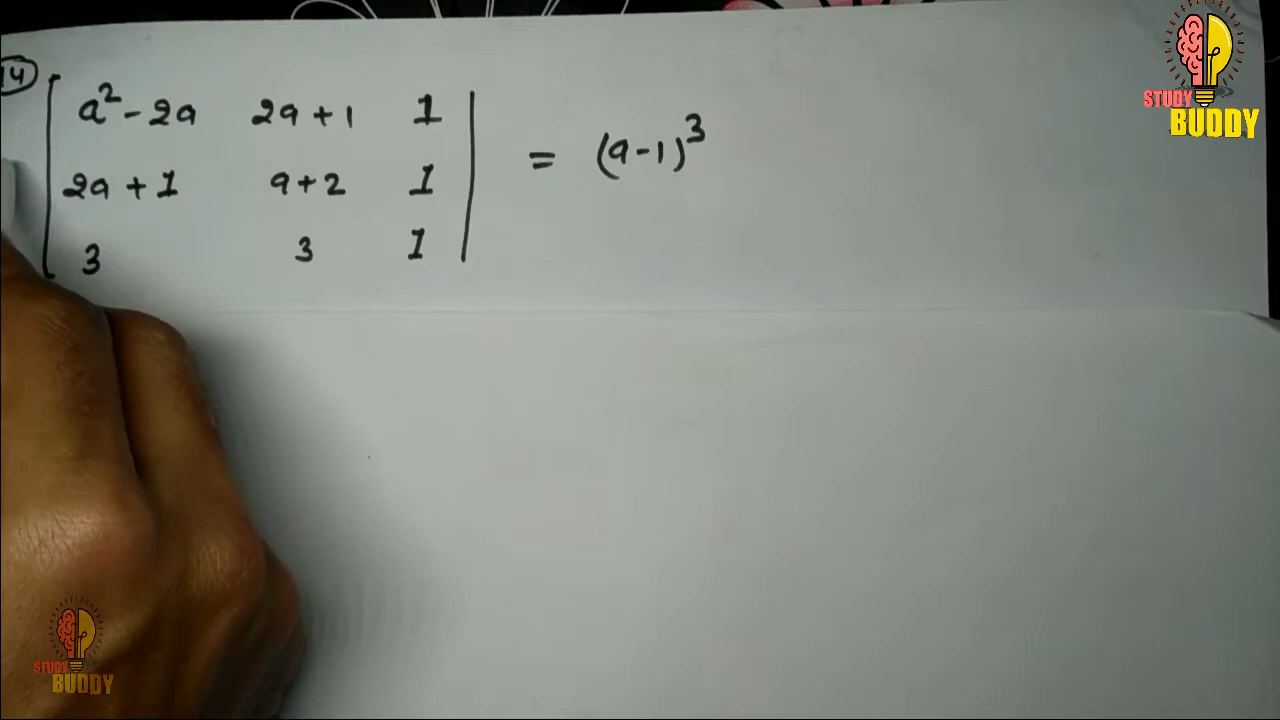 14
a² - 2a 2a + 1 1
2a + 1 a + 2 1 = (a - 1)³
3 3 1
STUDY
BUDDY
STUDY
BUDDY